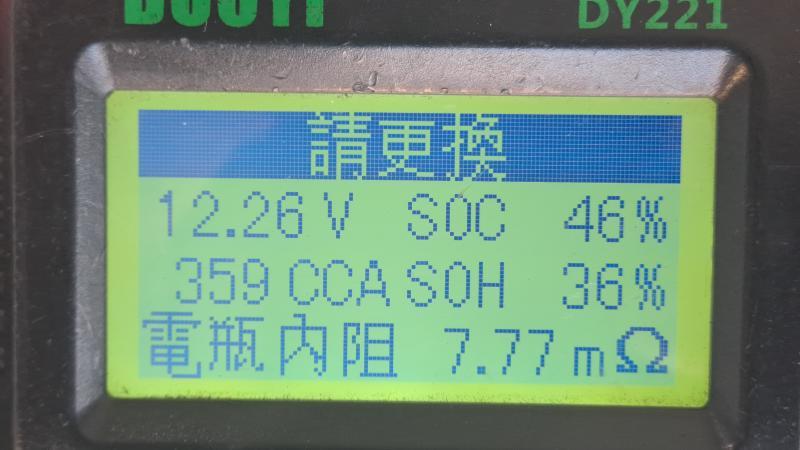 DUOYI DY221
請更換
12.26 V SOC 46%
359 CCA SOH 36%
電瓶內阻 7.77 mΩ